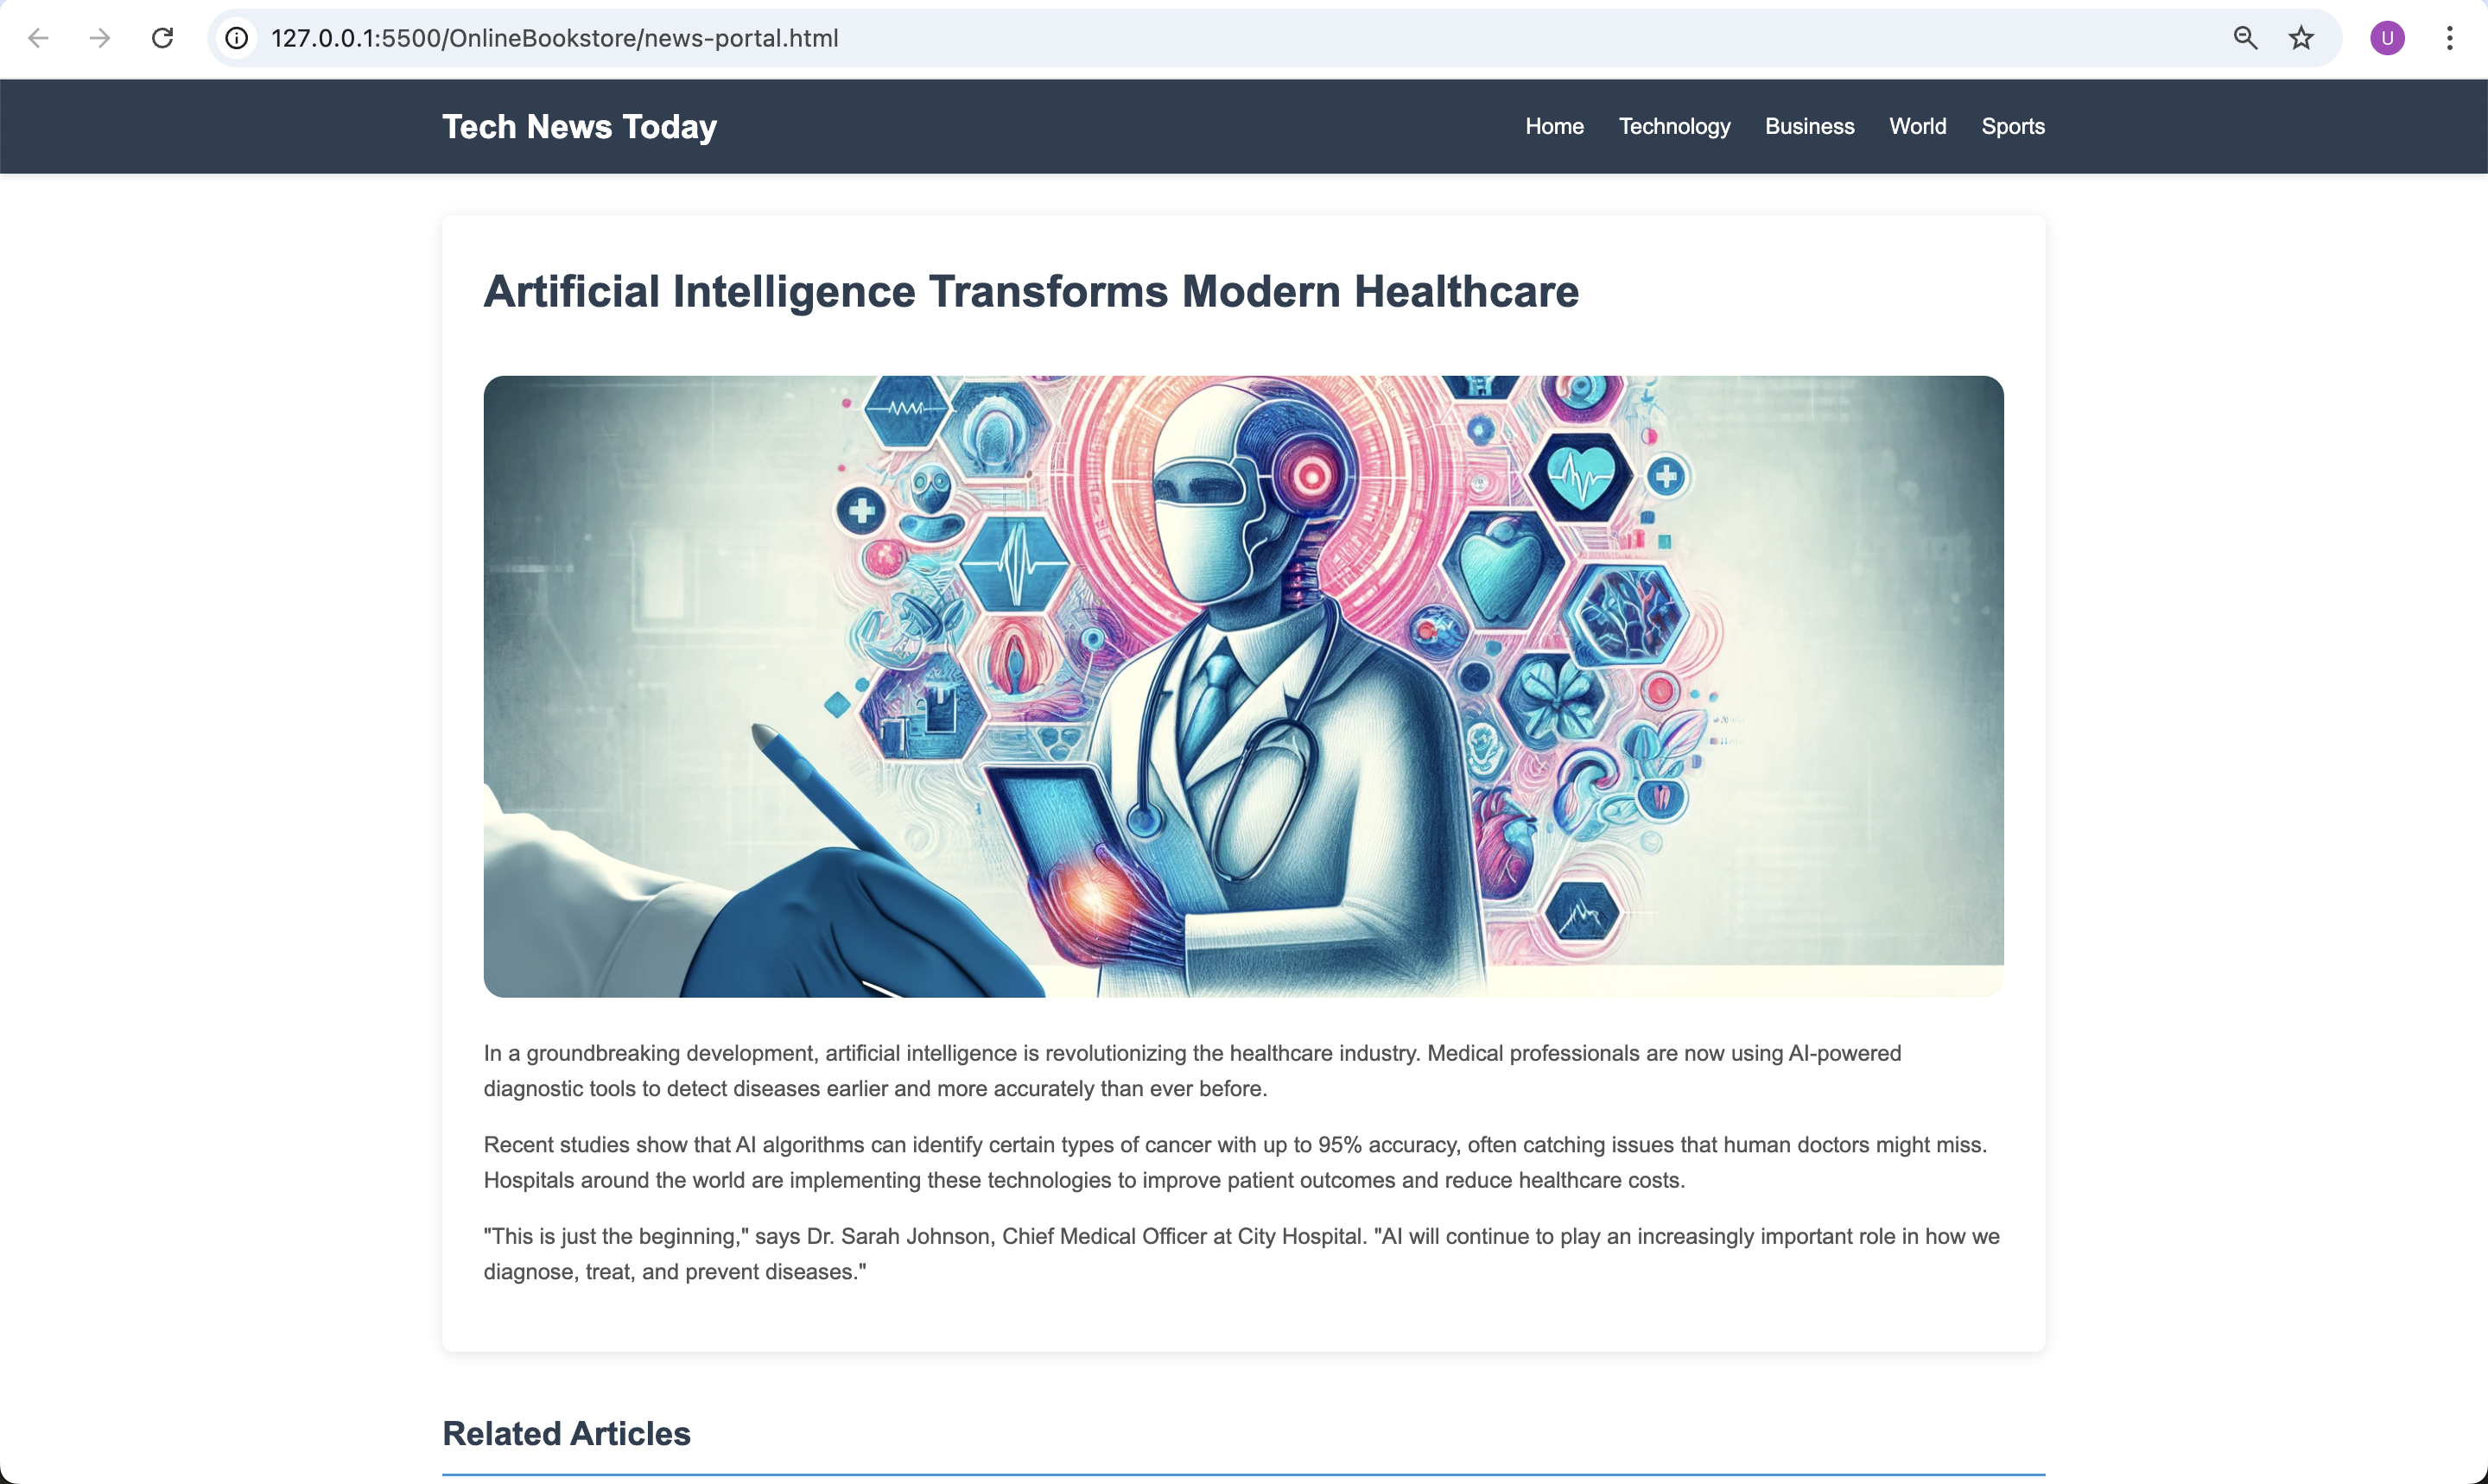 127.0.0.1:5500/OnlineBookstore/news-portal.html
U
Tech News Today
Home Technology Business World Sports
Artificial Intelligence Transforms Modern Healthcare
In a groundbreaking development, artificial intelligence is revolutionizing the healthcare industry. Medical professionals are now using AI-powered
diagnostic tools to detect diseases earlier and more accurately than ever before.
Recent studies show that AI algorithms can identify certain types of cancer with up to 95% accuracy, often catching issues that human doctors might miss.
Hospitals around the world are implementing these technologies to improve patient outcomes and reduce healthcare costs.
"This is just the beginning," says Dr. Sarah Johnson, Chief Medical Officer at City Hospital. "AI will continue to play an increasingly important role in how we
diagnose, treat, and prevent diseases."
Related Articles